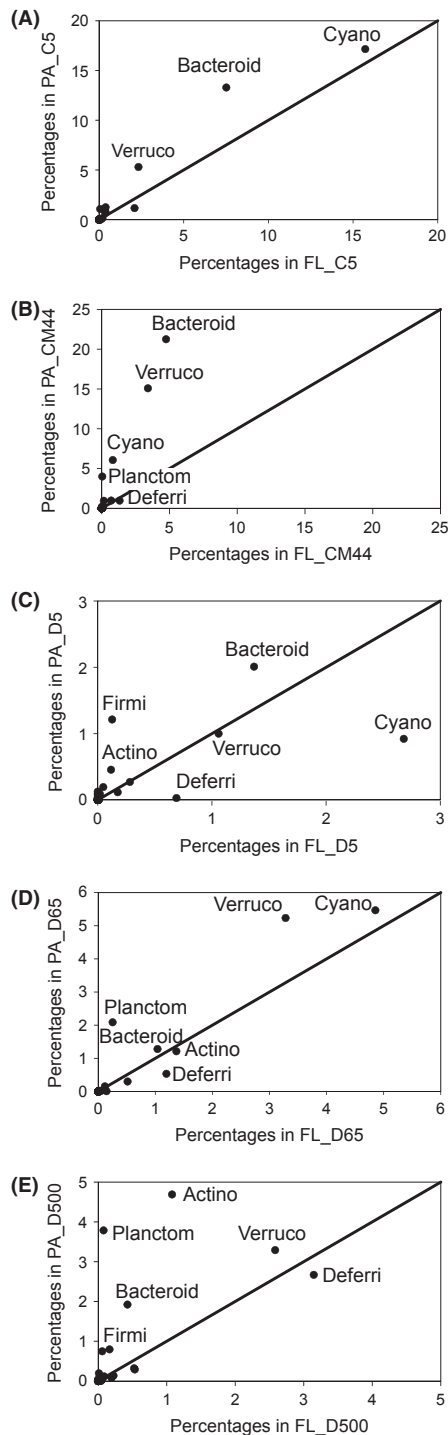 (A)
Percentages in PA_C5
20
15
10
5
0
Cyano
Bacteroid
Verruco
0 5 10 15 20
Percentages in FL_C5
(B)
Percentages in PA_CM44
25
20
15
10
5
0
Bacteroid
Verruco
Cyano
Planctom
Deferri
0 5 10 15 20 25
Percentages in FL_CM44
(C)
Percentages in PA_D5
3
2
1
0
Bacteroid
Firmi
Cyano
Verruco
Actino
Deferri
0 1 2 3
Percentages in FL_D5
(D)
Percentages in PA_D65
6
5
4
3
2
1
0
Verruco Cyano
Planctom
Bacteroid
Actino
Deferri
0 1 2 3 4 5 6
Percentages in FL_D65
(E)
Percentages in PA_D500
5
4
3
2
1
0
Actino
Planctom
Verruco
Deferri
Bacteroid
Firmi
0 1 2 3 4 5
Percentages in FL_D500